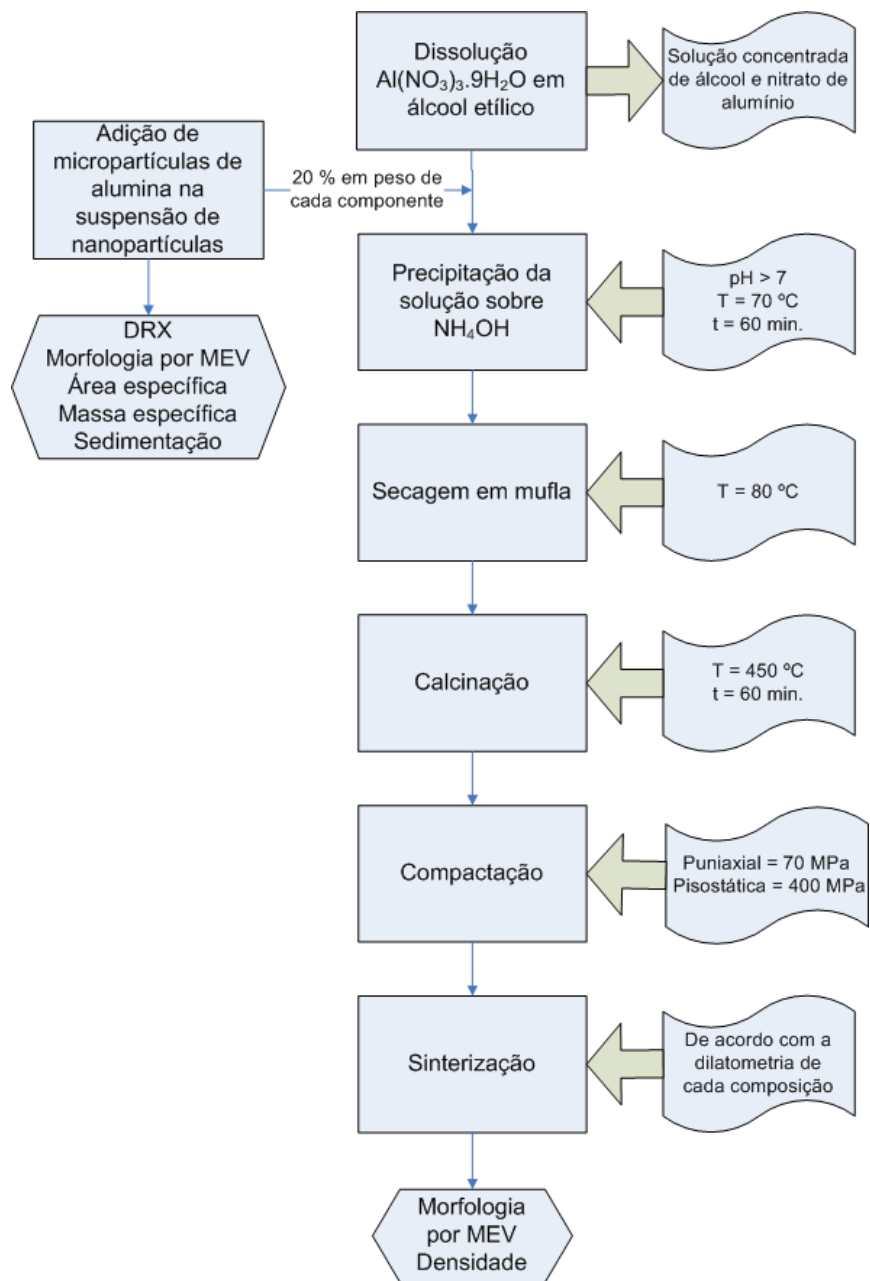 Dissolução
Al(NO₃)₃.9H₂O em
álcool etílico
Solução concentrada
de álcool e nitrato de
alumínio
Adição de
micropartículas de
alumina na
suspensão de
nanopartículas
20 % em peso de
cada componente
DRX
Morfologia por MEV
Área específica
Massa específica
Sedimentação
Precipitação da
solução sobre
NH₄OH
pH > 7
T = 70 ºC
t = 60 min.
Secagem em mufla
T = 80 ºC
Calcinação
T = 450 ºC
t = 60 min.
Compactação
Puniaxial = 70 MPa
Pisostática = 400 MPa
Sinterização
De acordo com a
dilatometria de
cada composição
Morfologia
por MEV
Densidade